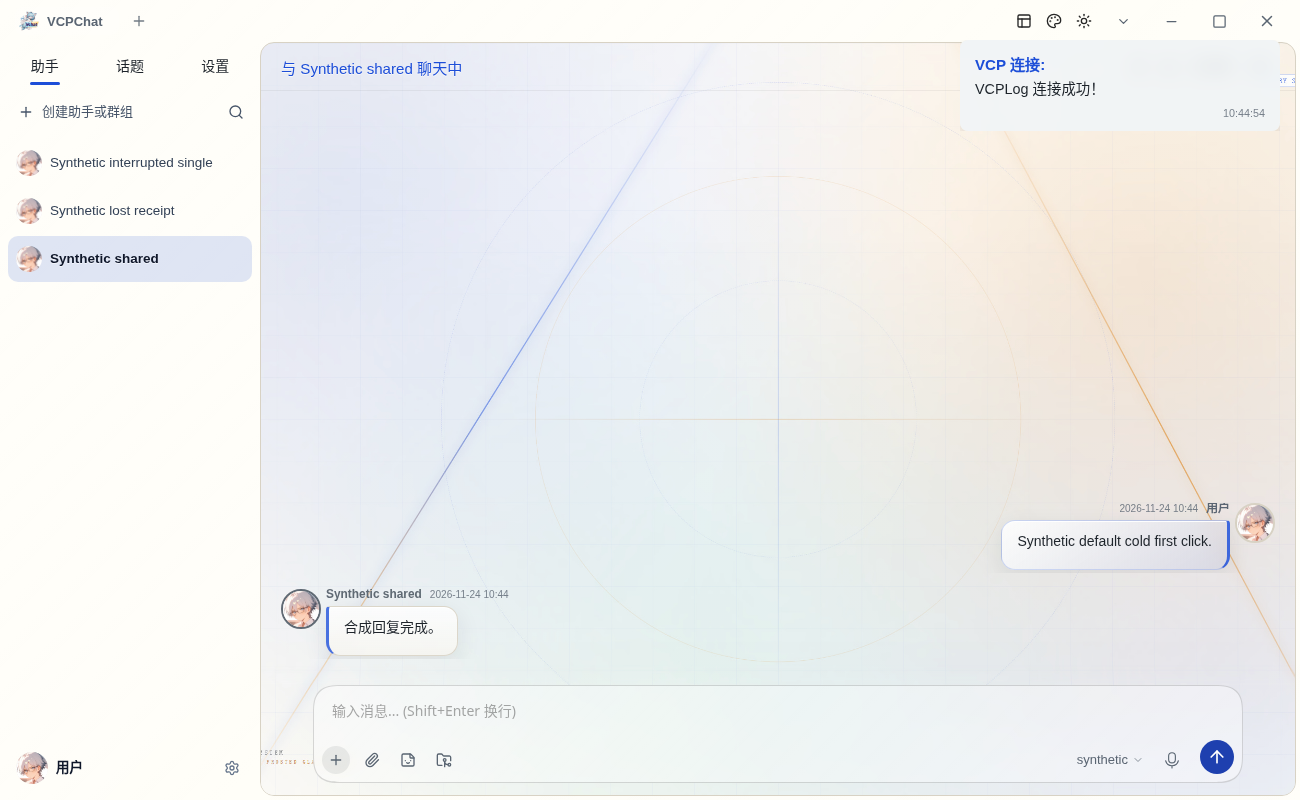 VCPChat
助手
话题
设置
创建助手或群组
Synthetic interrupted single
Synthetic lost receipt
Synthetic shared
用户
与 Synthetic shared 聊天中
VCP 连接:
VCPLog 连接成功!
10:44:54
2026-11-24 10:44 用户
Synthetic default cold first click.
Synthetic shared 2026-11-24 10:44
合成回复完成。
输入消息... (Shift+Enter 换行)
synthetic